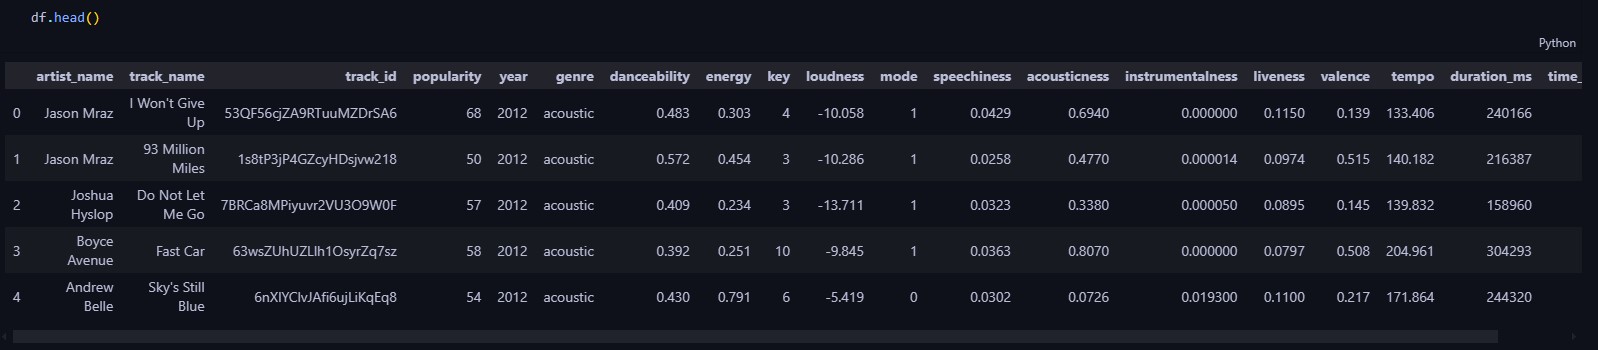 df.head()
Python
artist_name track_name track_id popularity year genre danceability energy key loudness mode speechiness acousticness instrumentalness liveness valence tempo duration_ms time_
0 Jason Mraz I Won't Give Up 53QF56cjZA9RTuuMZDrSA6 68 2012 acoustic 0.483 0.303 4 -10.058 1 0.0429 0.6940 0.000000 0.1150 0.139 133.406 240166
1 Jason Mraz 93 Million Miles 1s8tP3jP4GZcyHDsjvw218 50 2012 acoustic 0.572 0.454 3 -10.286 1 0.0258 0.4770 0.000014 0.0974 0.515 140.182 216387
2 Joshua Hyslop Do Not Let Me Go 7BRCa8MPiyuvr2VU3O9W0F 57 2012 acoustic 0.409 0.234 3 -13.711 1 0.0323 0.3380 0.000050 0.0895 0.145 139.832 158960
3 Boyce Avenue Fast Car 63wsZUhUZLlh1OsyrZq7sz 58 2012 acoustic 0.392 0.251 10 -9.845 1 0.0363 0.8070 0.000000 0.0797 0.508 204.961 304293
4 Andrew Belle Sky's Still Blue 6nXIYClvJAfi6ujLiKqEq8 54 2012 acoustic 0.430 0.791 6 -5.419 0 0.0302 0.0726 0.019300 0.1100 0.217 171.864 244320